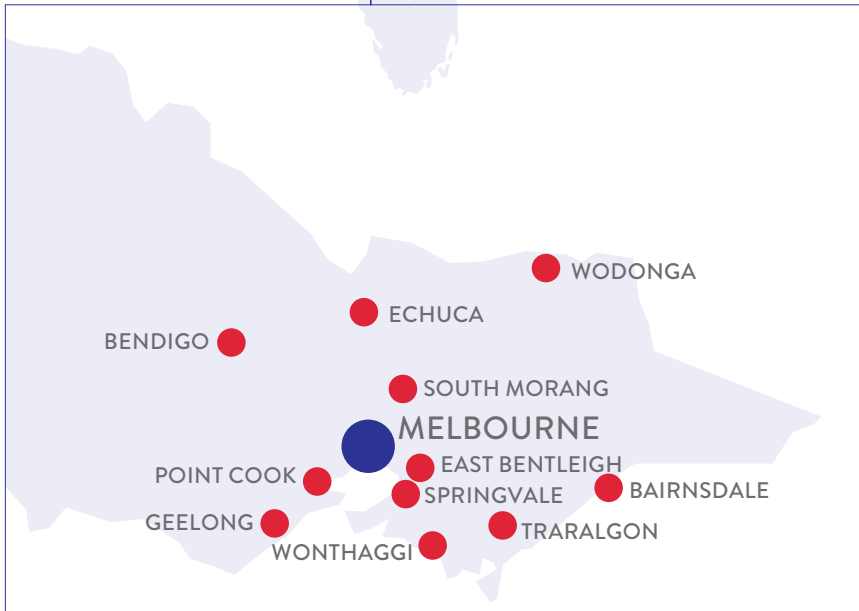 WODONGA
ECHUCA
BENDIGO
SOUTH MORANG
MELBOURNE
EAST BENTLEIGH
POINT COOK
SPRINGVALE
BAIRNSDALE
GEELONG
TRARALGON
WONTHAGGI